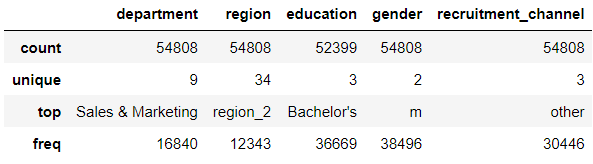 department region education gender recruitment_channel
count 54808 54808 52399 54808 54808
unique 9 34 3 2 3
top Sales & Marketing region_2 Bachelor's m other
freq 16840 12343 36669 38496 30446